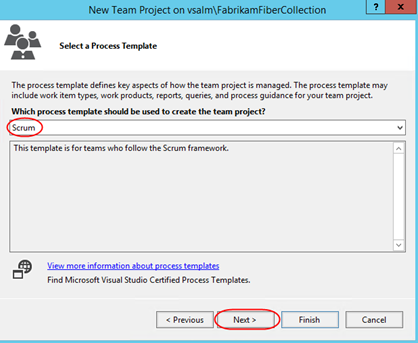 New Team Project on vsalm\FabrikamFiberCollection
? x
Select a Process Template
The process template defines key aspects of how the team project is managed. The process template may
include work item types, work products, reports, queries, and process guidance for your team project.
Which process template should be used to create the team project?
Scrum
This template is for teams who follow the Scrum framework.
View more information about process templates
Find Microsoft Visual Studio Certified Process Templates.
< Previous Next > Finish Cancel